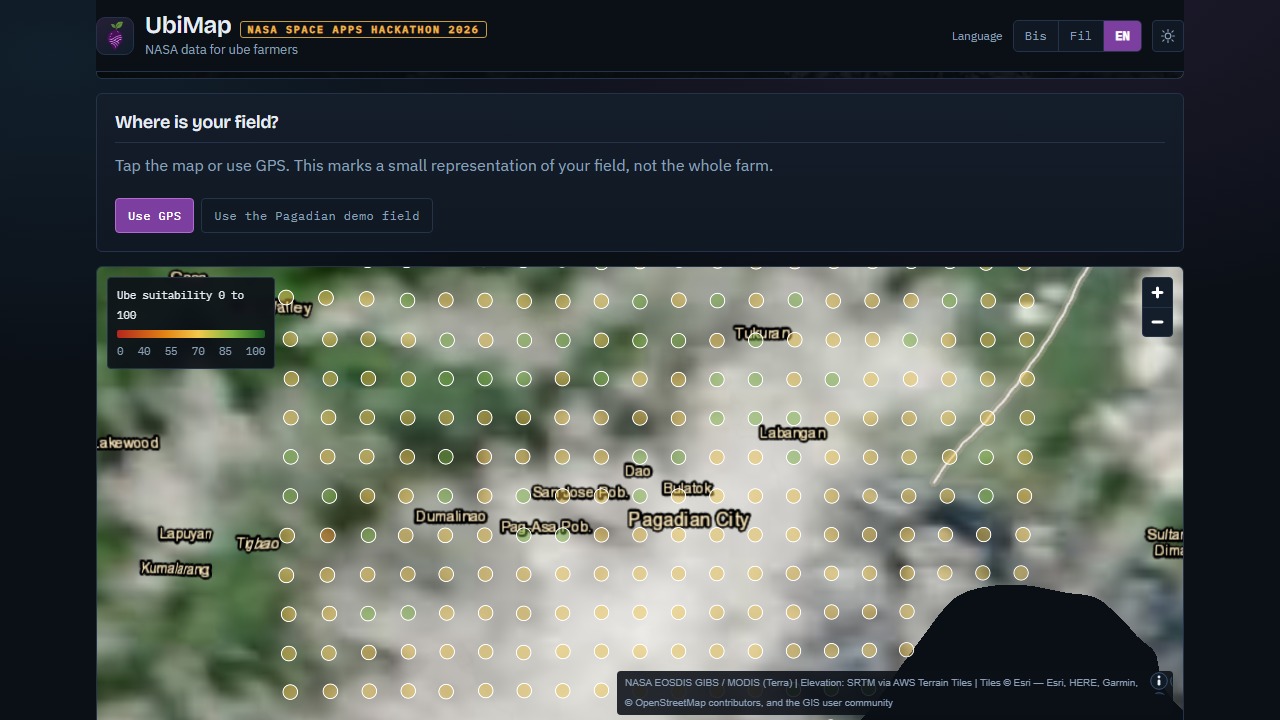 UbiMap
NASA SPACE APPS HACKATHON 2026
NASA data for ube farmers
Language
Bis
Fil
EN
Where is your field?
Tap the map or use GPS. This marks a small representation of your field, not the whole farm.
Use GPS
Use the Pagadian demo field
Ube suitability 0 to
100
0 40 55 70 85 100
+
−
Tukuran
Labangan
Dao
Bulatok
San Jose Pob.
Dumalinao
Pag-Asa Pob.
Pagadian City
Lapuyan
Tigbao
Kumalarang
NASA EOSDIS GIBS / MODIS (Terra) | Elevation: SRTM via AWS Terrain Tiles | Tiles © Esri — Esri, HERE, Garmin,
© OpenStreetMap contributors, and the GIS user community